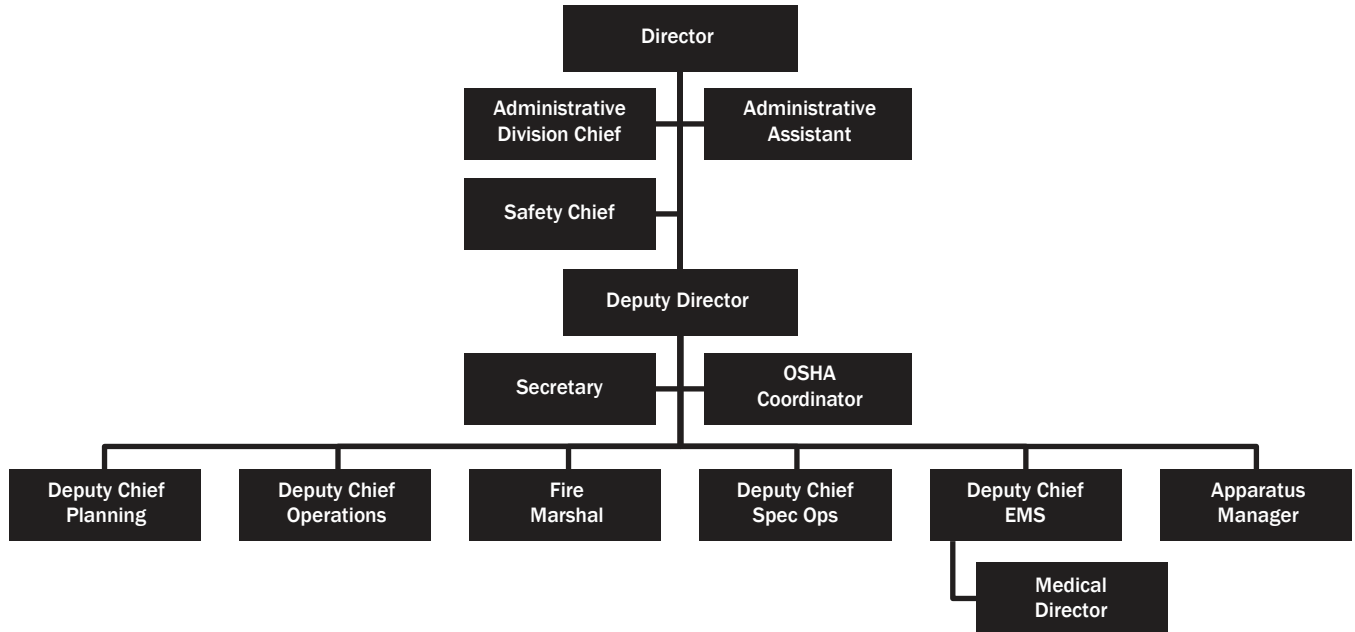 Director
Administrative
Division Chief
Administrative
Assistant
Safety Chief
Deputy Director
Secretary
OSHA
Coordinator
Deputy Chief
Planning
Deputy Chief
Operations
Fire
Marshal
Deputy Chief
Spec Ops
Deputy Chief
EMS
Apparatus
Manager
Medical
Director